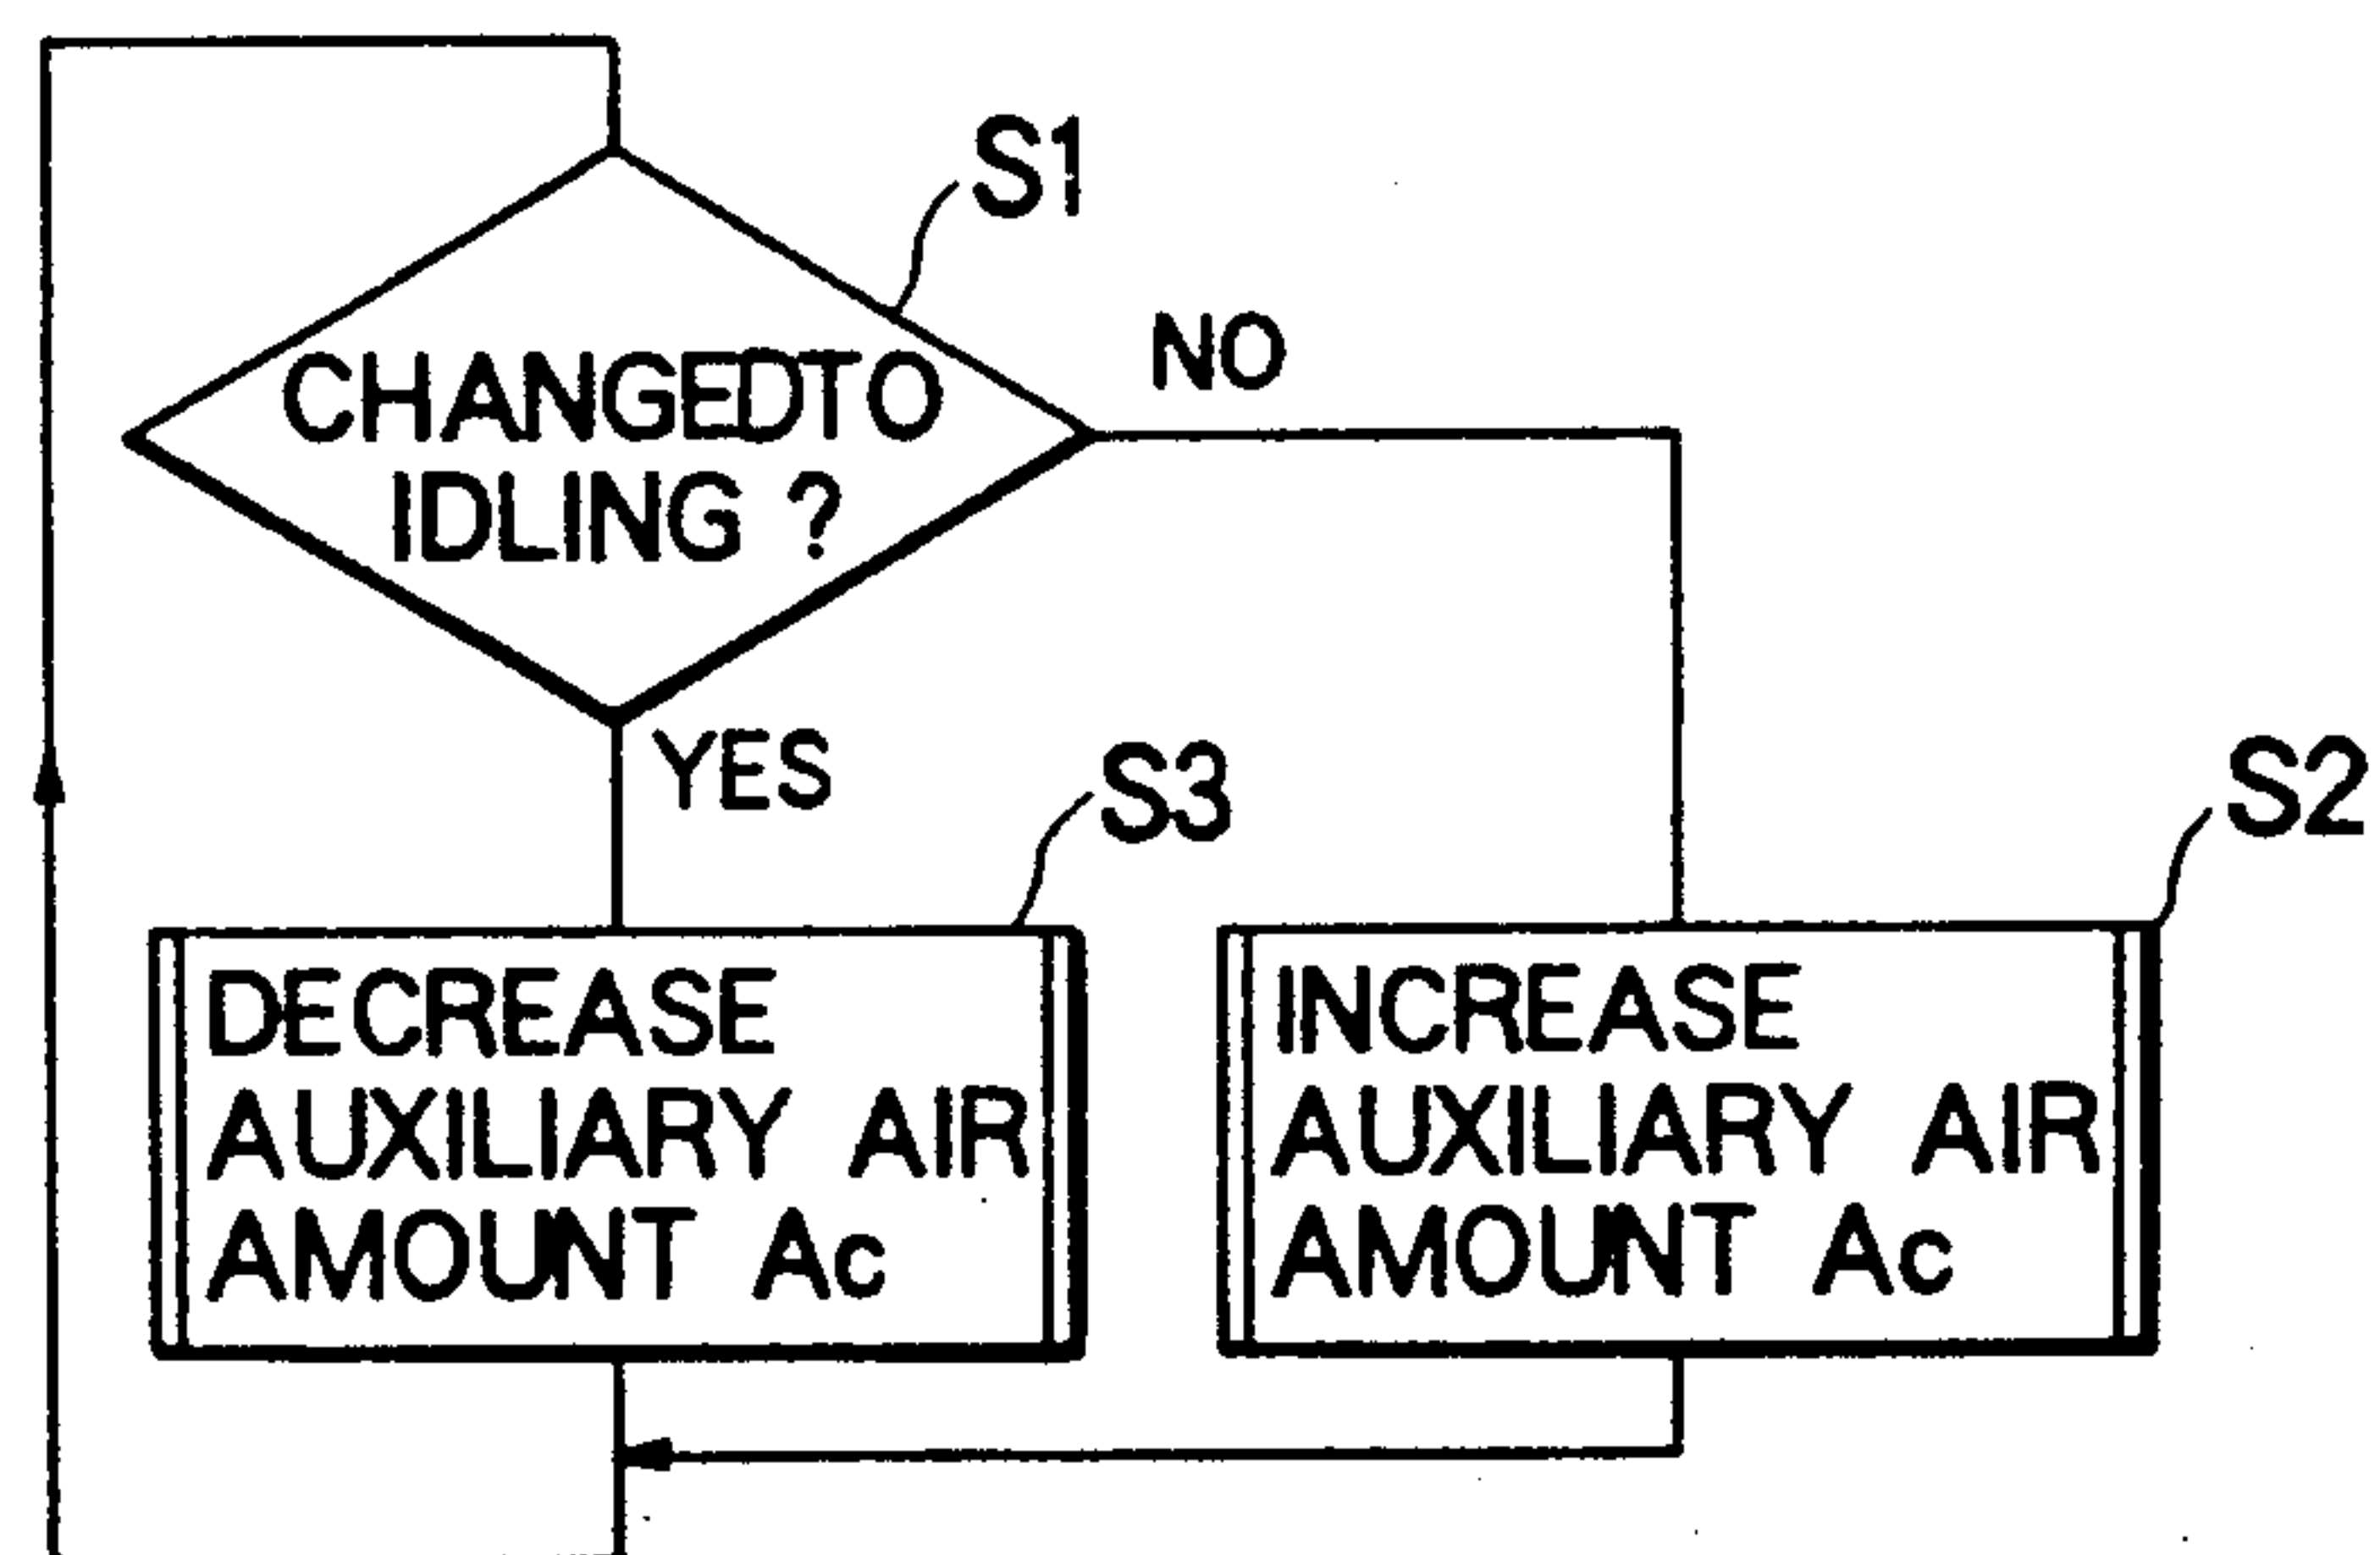 S1
CHANGEDTO
IDLING ?
NO
YES
S3
S2
DECREASE
AUXILIARY AIR
AMOUNT Ac
INCREASE
AUXILIARY AIR
AMOUNT Ac